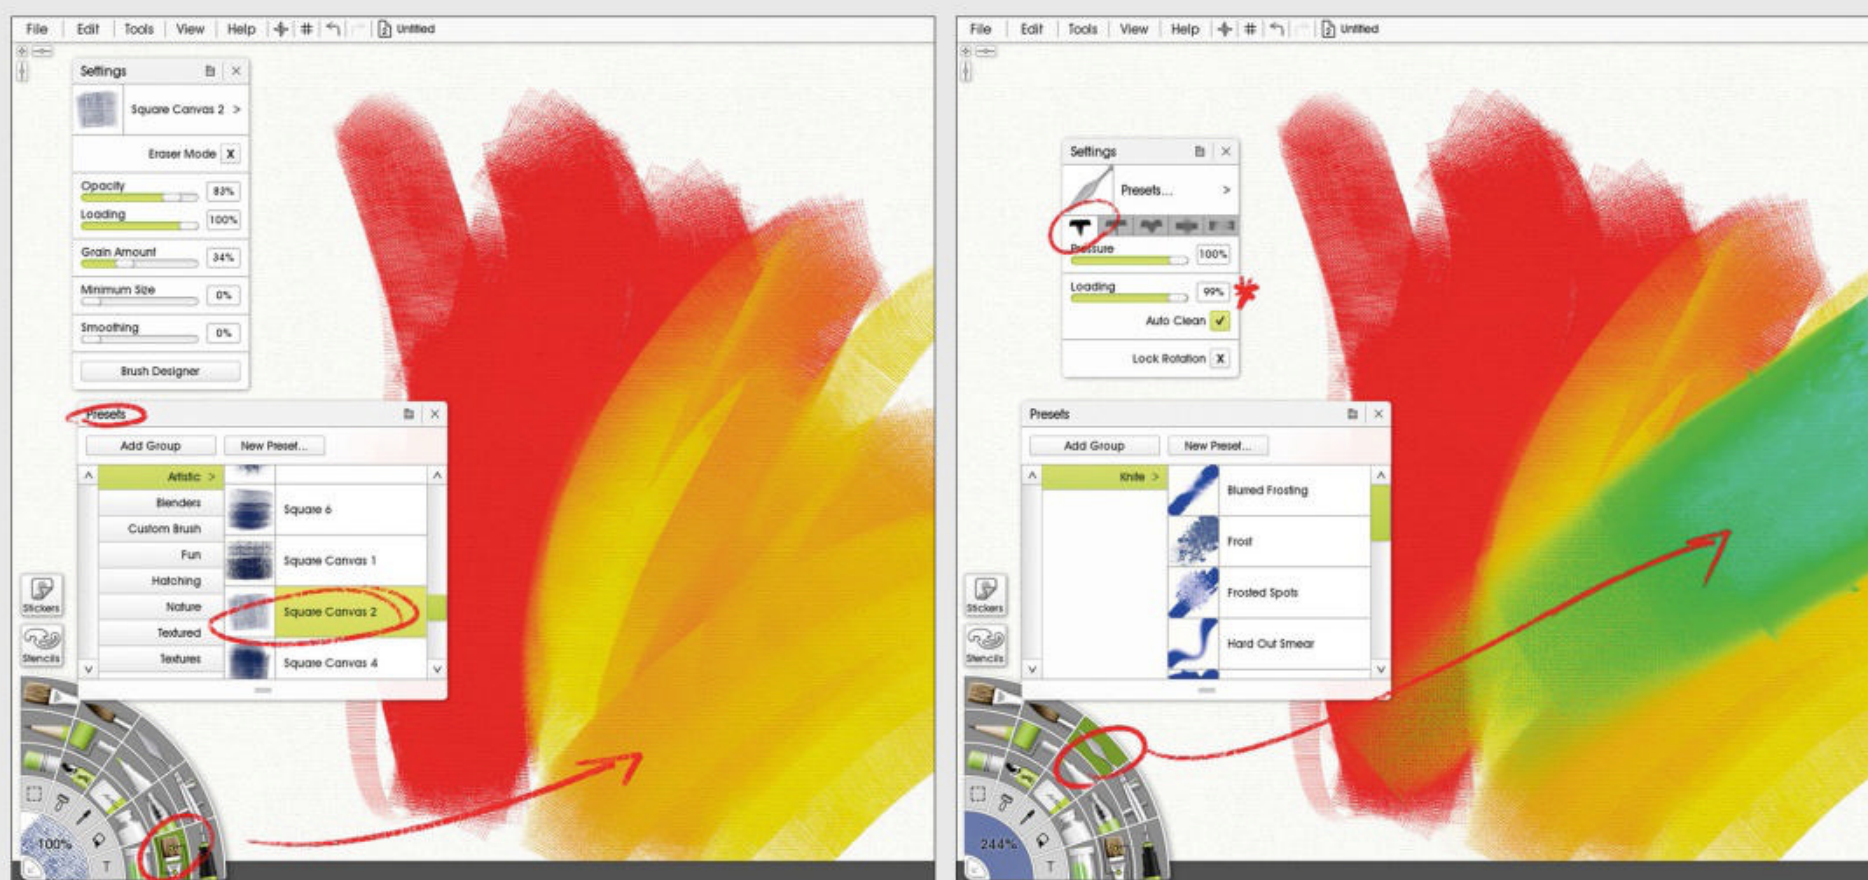 File Edit Tools View Help Untitled
Settings
Square Canvas 2 >
Eraser Mode X
Opacity 83%
Loading 100%
Grain Amount 34%
Minimum Size 0%
Smoothing 0%
Brush Designer
Presets
Add Group New Preset...
Artistic >
Blenders
Custom Brush
Fun
Hatching
Nature
Textured
Textures
Square 6
Square Canvas 1
Square Canvas 2
Square Canvas 4
Stickers
Stencils
100%
T
File Edit Tools View Help Untitled
Settings
Presets... >
Pressure 100%
Loading 99%
Auto Clean ✓
Lock Rotation X
Presets
Add Group New Preset...
Knife >
Blurred Frosting
Frost
Frosted Spots
Hard Out Smear
Stickers
Stencils
244%
T